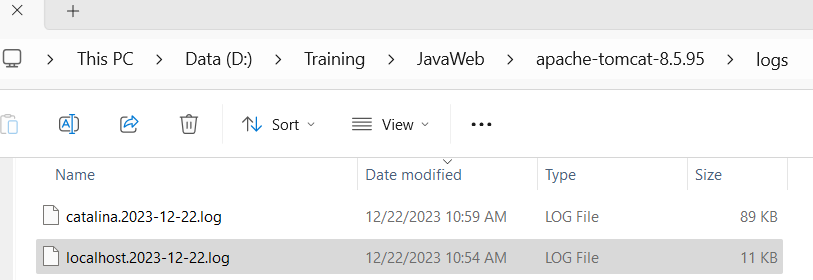 This PC > Data (D:) > Training > JavaWeb > apache-tomcat-8.5.95 > logs
Sort View
Name Date modified Type Size
catalina.2023-12-22.log 12/22/2023 10:59 AM LOG File 89 KB
localhost.2023-12-22.log 12/22/2023 10:54 AM LOG File 11 KB